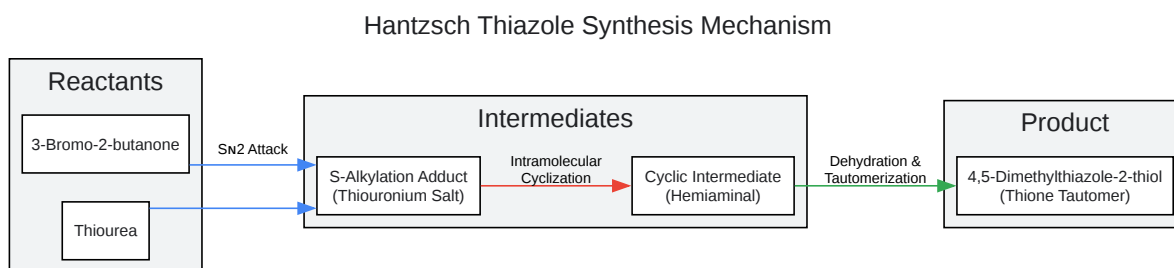 Hantzsch Thiazole Synthesis Mechanism
Reactants
3-Bromo-2-butanone
Thiourea
SN2 Attack
Intermediates
S-Alkylation Adduct
(Thiouronium Salt)
Intramolecular
Cyclization
Cyclic Intermediate
(Hemiaminal)
Dehydration &
Tautomerization
Product
4,5-Dimethylthiazole-2-thiol
(Thione Tautomer)